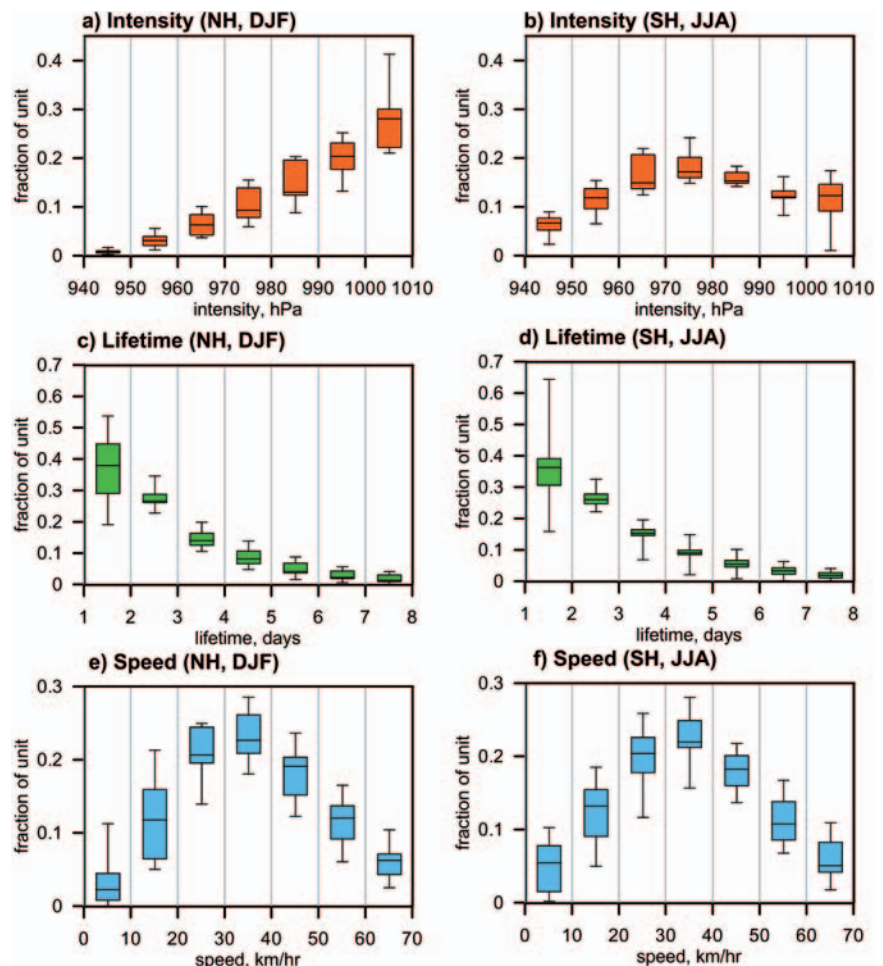 a) Intensity (NH, DJF)
fraction of unit
0.4
0.3
0.2
0.1
0
940 950 960 970 980 990 1000 1010
intensity, hPa
b) Intensity (SH, JJA)
fraction of unit
0.4
0.3
0.2
0.1
0
940 950 960 970 980 990 1000 1010
intensity, hPa
c) Lifetime (NH, DJF)
fraction of unit
0.7
0.6
0.5
0.4
0.3
0.2
0.1
0
1 2 3 4 5 6 7 8
lifetime, days
d) Lifetime (SH, JJA)
fraction of unit
0.7
0.6
0.5
0.4
0.3
0.2
0.1
0
1 2 3 4 5 6 7 8
lifetime, days
e) Speed (NH, DJF)
fraction of unit
0.3
0.2
0.1
0
0 10 20 30 40 50 60 70
speed, km/hr
f) Speed (SH, JJA)
fraction of unit
0.3
0.2
0.1
0
0 10 20 30 40 50 60 70
speed, km/hr